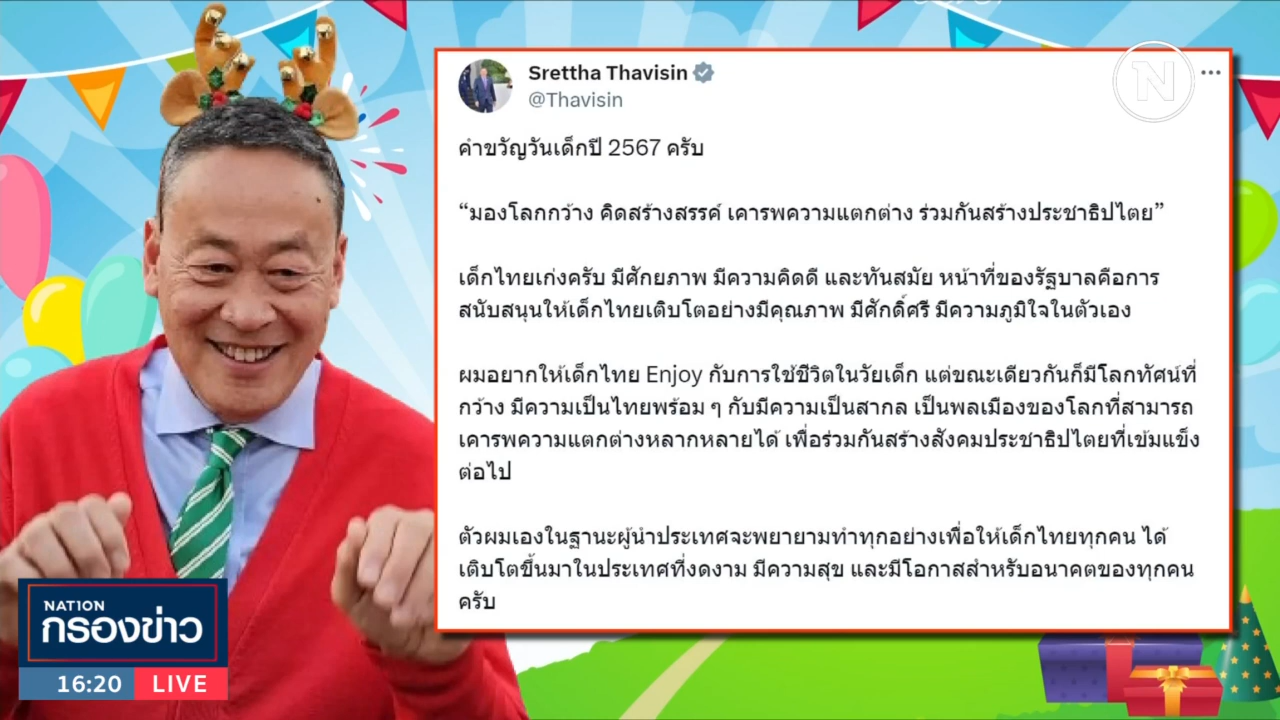 Srettha Thavisin
@Thavisin
N
คำขวัญวันเด็กปี 2567 ครับ
“มองโลกกว้าง คิดสร้างสรรค์ เคารพความแตกต่าง ร่วมกันสร้างประชาธิปไตย”
เด็กไทยเก่งครับ มีศักยภาพ มีความคิดดี และทันสมัย หน้าที่ของรัฐบาลคือการ
สนับสนุนให้เด็กไทยเติบโตอย่างมีคุณภาพ มีศักดิ์ศรี มีความภูมิใจในตัวเอง
ผมอยากให้เด็กไทย Enjoy กับการใช้ชีวิตในวัยเด็ก แต่ขณะเดียวกันก็มีโลกทัศน์ที่
กว้าง มีความเป็นไทยพร้อม ๆ กับมีความเป็นสากล เป็นพลเมืองของโลกที่สามารถ
เคารพความแตกต่างหลากหลายได้ เพื่อร่วมกันสร้างสังคมประชาธิปไตยที่เข้มแข็ง
ต่อไป
ตัวผมเองในฐานะผู้นำประเทศจะพยายามทำทุกอย่างเพื่อให้เด็กไทยทุกคน ได้
เติบโตขึ้นมาในประเทศที่งดงาม มีความสุข และมีโอกาสสำหรับอนาคตของทุกคน
ครับ
NATION
กรองข่าว
16:20 LIVE